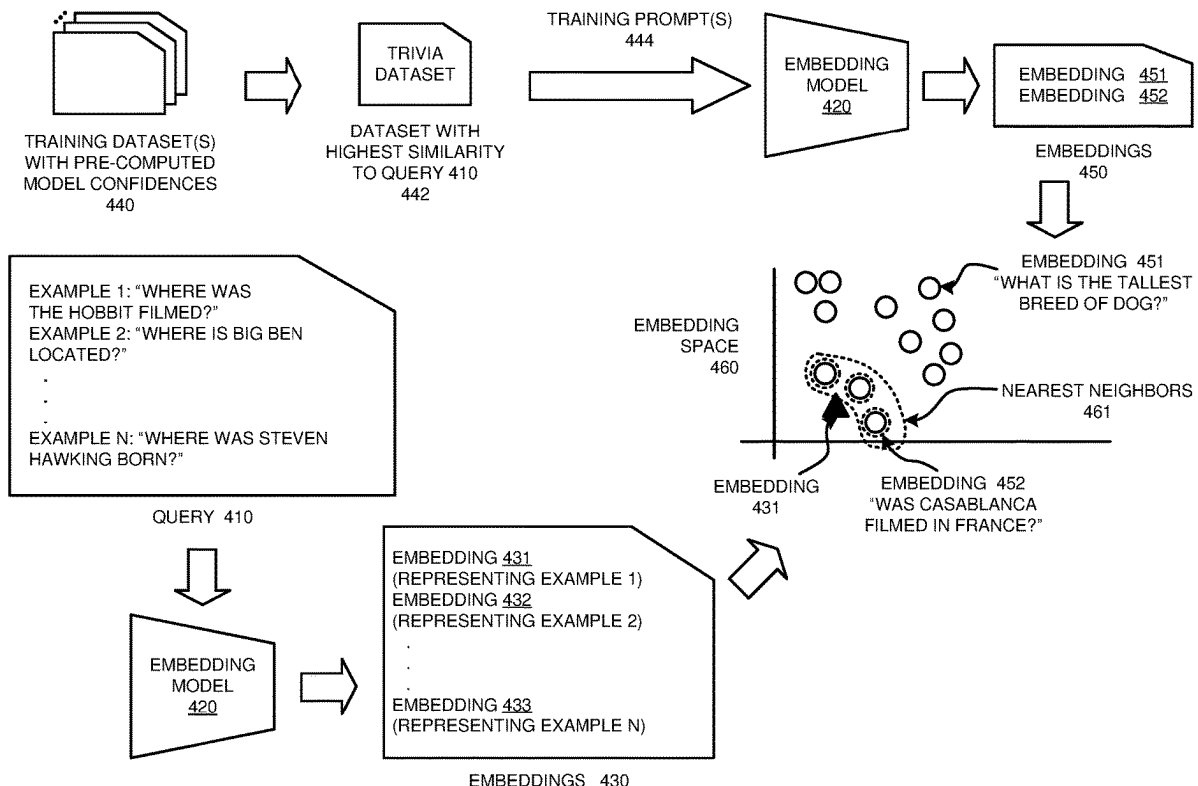 TRAINING DATASET(S)
WITH PRE-COMPUTED
MODEL CONFIDENCES
440
TRIVIA
DATASET
DATASET WITH
HIGHEST SIMILARITY
TO QUERY 410
442
TRAINING PROMPT(S)
444
EMBEDDING
MODEL
420
EMBEDDING 451
EMBEDDING 452
EMBEDDINGS
450
EXAMPLE 1: “WHERE WAS
THE HOBBIT FILMED?”
EXAMPLE 2: “WHERE IS BIG BEN
LOCATED?”
.
.
.
EXAMPLE N: “WHERE WAS STEVEN
HAWKING BORN?”
QUERY 410
EMBEDDING
MODEL
420
EMBEDDING 431
(REPRESENTING EXAMPLE 1)
EMBEDDING 432
(REPRESENTING EXAMPLE 2)
.
.
.
EMBEDDING 433
(REPRESENTING EXAMPLE N)
EMBEDDINGS 430
EMBEDDING
SPACE
460
EMBEDDING 451
“WHAT IS THE TALLEST
BREED OF DOG?”
NEAREST NEIGHBORS
461
EMBEDDING
431
EMBEDDING 452
“WAS CASABLANCA
FILMED IN FRANCE?”